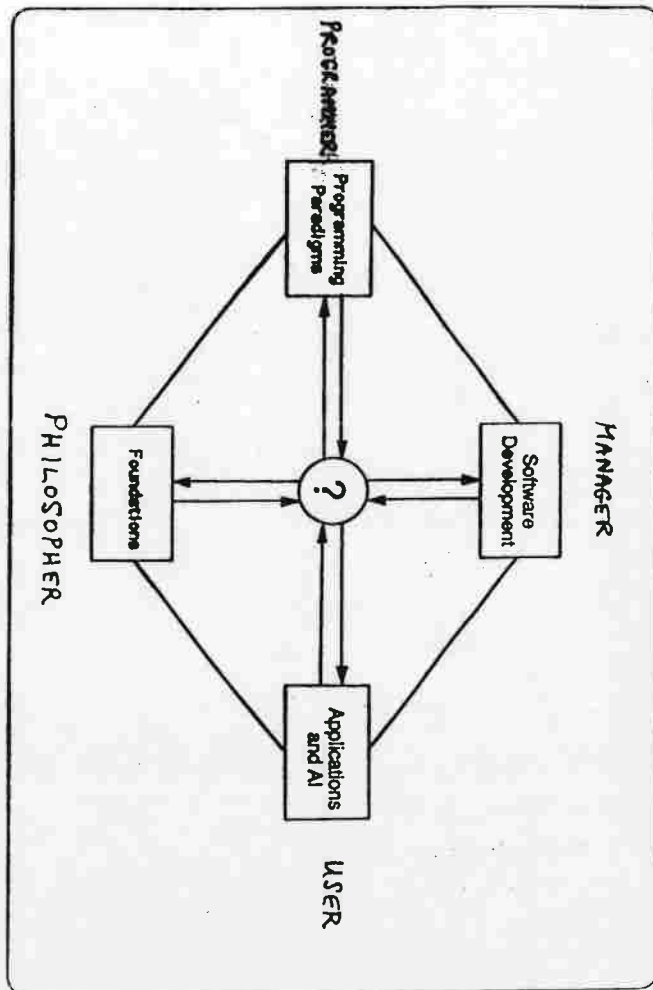 PROGRAMMER
Programming
Paradigms
MANAGER
Software
Development
?
Foundations
PHILOSOPHER
Applications
and AI
USER